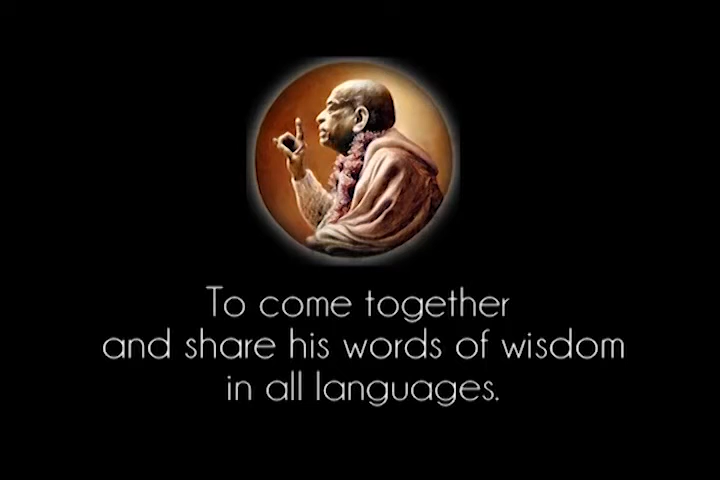 To come together
and share his words of wisdom
in all languages.